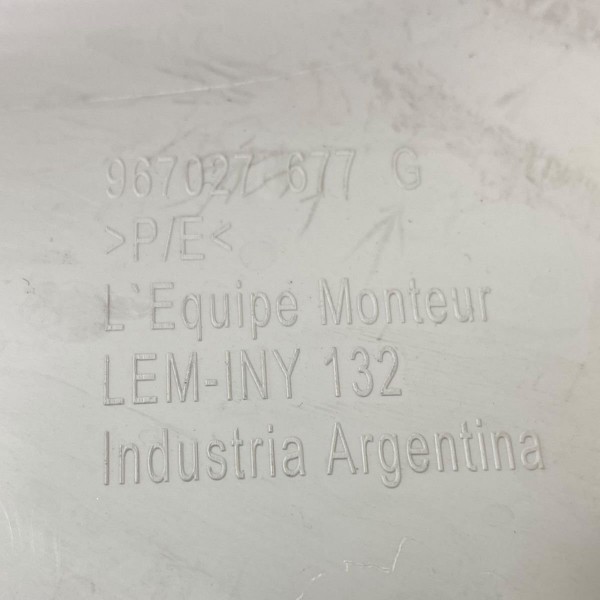 967027 677 G
>P/E<
L`Equipe Monteur
LEM-INY 132
Industria Argentina